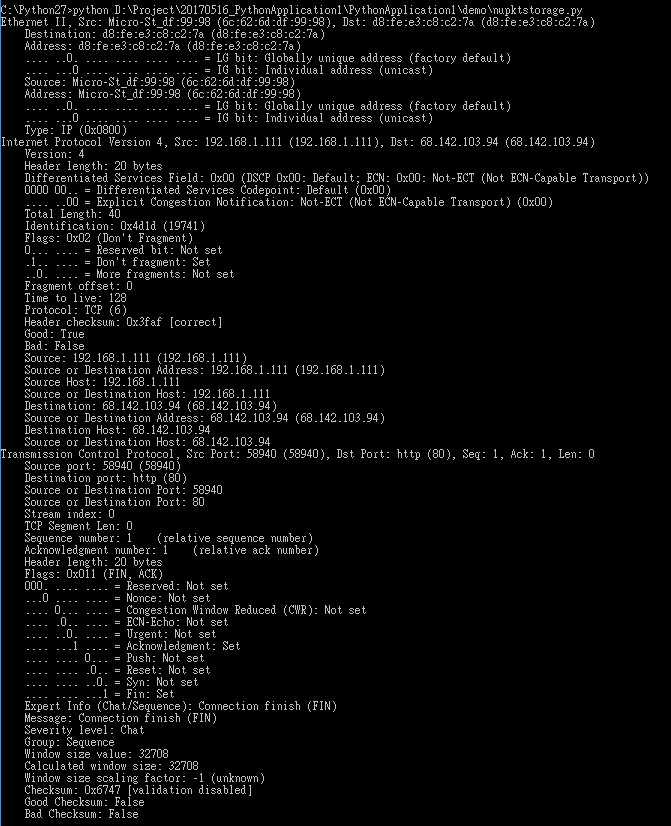 C:\Python27>python D:\Project\20170516_PythonApplication1\PythonApplication1\demo\nupktstorage.py
Ethernet II, Src: Micro-St_df:99:98 (6c:62:6d:df:99:98), Dst: d8:fe:e3:c8:c2:7a (d8:fe:e3:c8:c2:7a)
Destination: d8:fe:e3:c8:c2:7a (d8:fe:e3:c8:c2:7a)
Address: d8:fe:e3:c8:c2:7a (d8:fe:e3:c8:c2:7a)
.... ..0. .... .... .... .... = LG bit: Globally unique address (factory default)
.... ...0 .... .... .... .... = IG bit: Individual address (unicast)
Source: Micro-St_df:99:98 (6c:62:6d:df:99:98)
Address: Micro-St_df:99:98 (6c:62:6d:df:99:98)
.... ..0. .... .... .... .... = LG bit: Globally unique address (factory default)
.... ...0 .... .... .... .... = IG bit: Individual address (unicast)
Type: IP (0x0800)
Internet Protocol Version 4, Src: 192.168.1.111 (192.168.1.111), Dst: 68.142.103.94 (68.142.103.94)
Version: 4
Header length: 20 bytes
Differentiated Services Field: 0x00 (DSCP 0x00: Default; ECN: 0x00: Not-ECT (Not ECN-Capable Transport))
0000 00.. = Differentiated Services Codepoint: Default (0x00)
.... ..00 = Explicit Congestion Notification: Not-ECT (Not ECN-Capable Transport) (0x00)
Total Length: 40
Identification: 0x4d1d (19741)
Flags: 0x02 (Don't Fragment)
0... .... = Reserved bit: Not set
.1.. .... = Don't fragment: Set
..0. .... = More fragments: Not set
Fragment offset: 0
Time to live: 128
Protocol: TCP (6)
Header checksum: 0x3faf [correct]
Good: True
Bad: False
Source: 192.168.1.111 (192.168.1.111)
Source or Destination Address: 192.168.1.111 (192.168.1.111)
Source Host: 192.168.1.111
Source or Destination Host: 192.168.1.111
Destination: 68.142.103.94 (68.142.103.94)
Source or Destination Address: 68.142.103.94 (68.142.103.94)
Destination Host: 68.142.103.94
Source or Destination Host: 68.142.103.94
Transmission Control Protocol, Src Port: 58940 (58940), Dst Port: http (80), Seq: 1, Ack: 1, Len: 0
Source port: 58940 (58940)
Destination port: http (80)
Source or Destination Port: 58940
Source or Destination Port: 80
Stream index: 0
TCP Segment Len: 0
Sequence number: 1    (relative sequence number)
Acknowledgment number: 1    (relative ack number)
Header length: 20 bytes
Flags: 0x011 (FIN, ACK)
000. .... .... = Reserved: Not set
...0 .... .... = Nonce: Not set
.... 0... .... = Congestion Window Reduced (CWR): Not set
.... .0.. .... = ECN-Echo: Not set
.... ..0. .... = Urgent: Not set
.... ...1 .... = Acknowledgment: Set
.... .... 0... = Push: Not set
.... .... .0.. = Reset: Not set
.... .... ..0. = Syn: Not set
.... .... ...1 = Fin: Set
Expert Info (Chat/Sequence): Connection finish (FIN)
Message: Connection finish (FIN)
Severity level: Chat
Group: Sequence
Window size value: 32708
Calculated window size: 32708
Window size scaling factor: -1 (unknown)
Checksum: 0x6747 [validation disabled]
Good Checksum: False
Bad Checksum: False